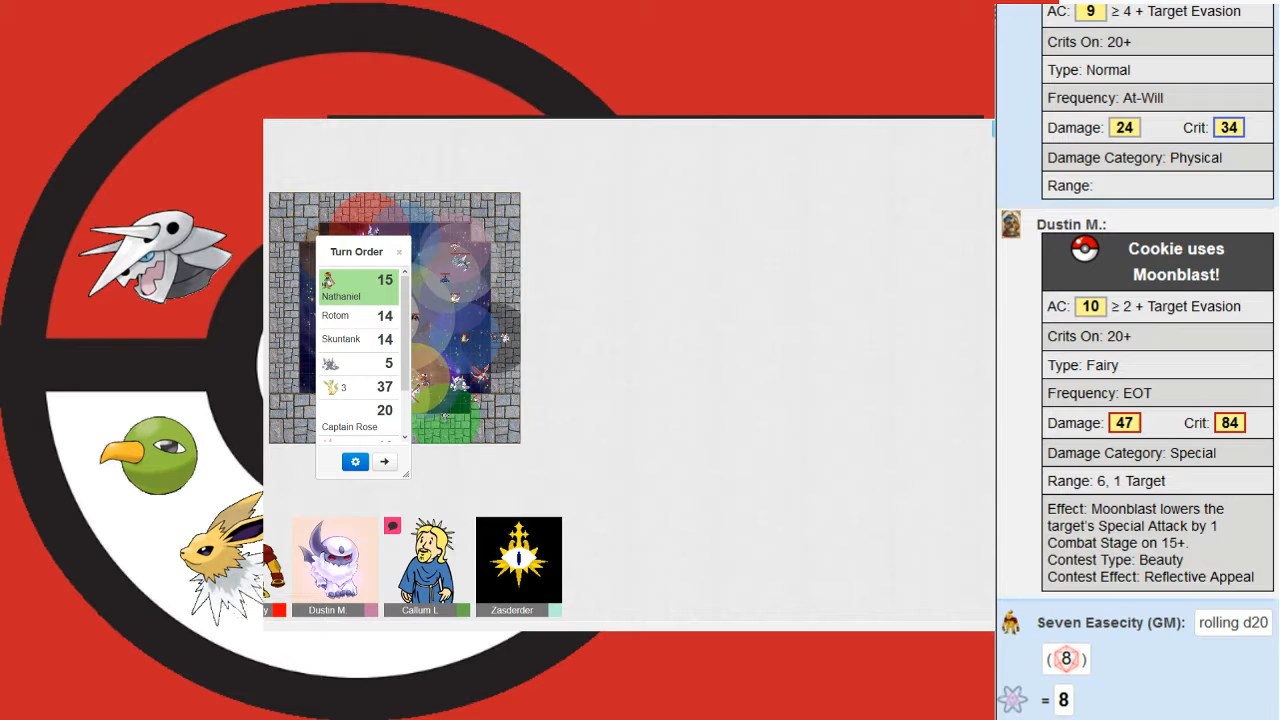 AC: 9 ≥ 4 + Target Evasion
Crits On: 20+
Type: Normal
Frequency: At-Will
Damage: 24 Crit: 34
Damage Category: Physical
Range:
Dustin M.:
Cookie uses
Moonblast!
AC: 10 ≥ 2 + Target Evasion
Crits On: 20+
Type: Fairy
Frequency: EOT
Damage: 47 Crit: 84
Damage Category: Special
Range: 6, 1 Target
Effect: Moonblast lowers the
target's Special Attack by 1
Combat Stage on 15+.
Contest Type: Beauty
Contest Effect: Reflective Appeal
Seven Easecity (GM): rolling d20
(8)
= 8
Turn Order ×
15
Nathaniel
Rotom 14
Skuntank 14
5
3 37
20
Captain Rose
y
Dustin M.
Callum L
Zasderder